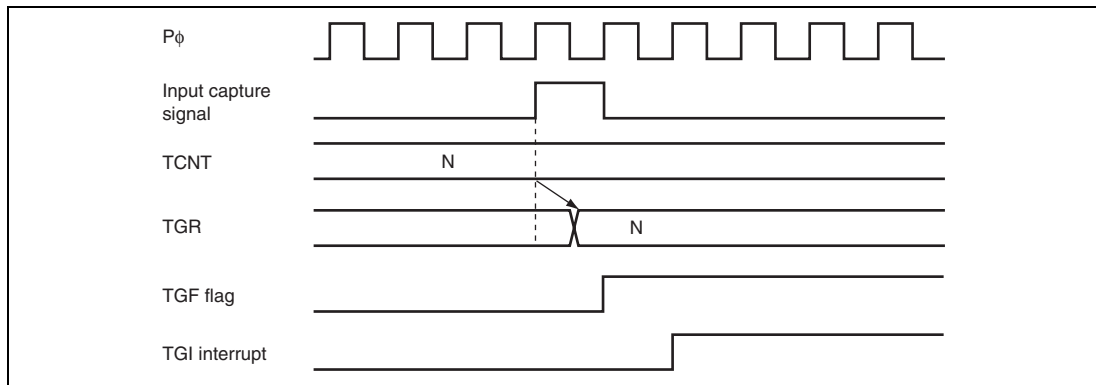 Pϕ
Input capture
signal
TCNT
N
TGR
N
TGF flag
TGI interrupt